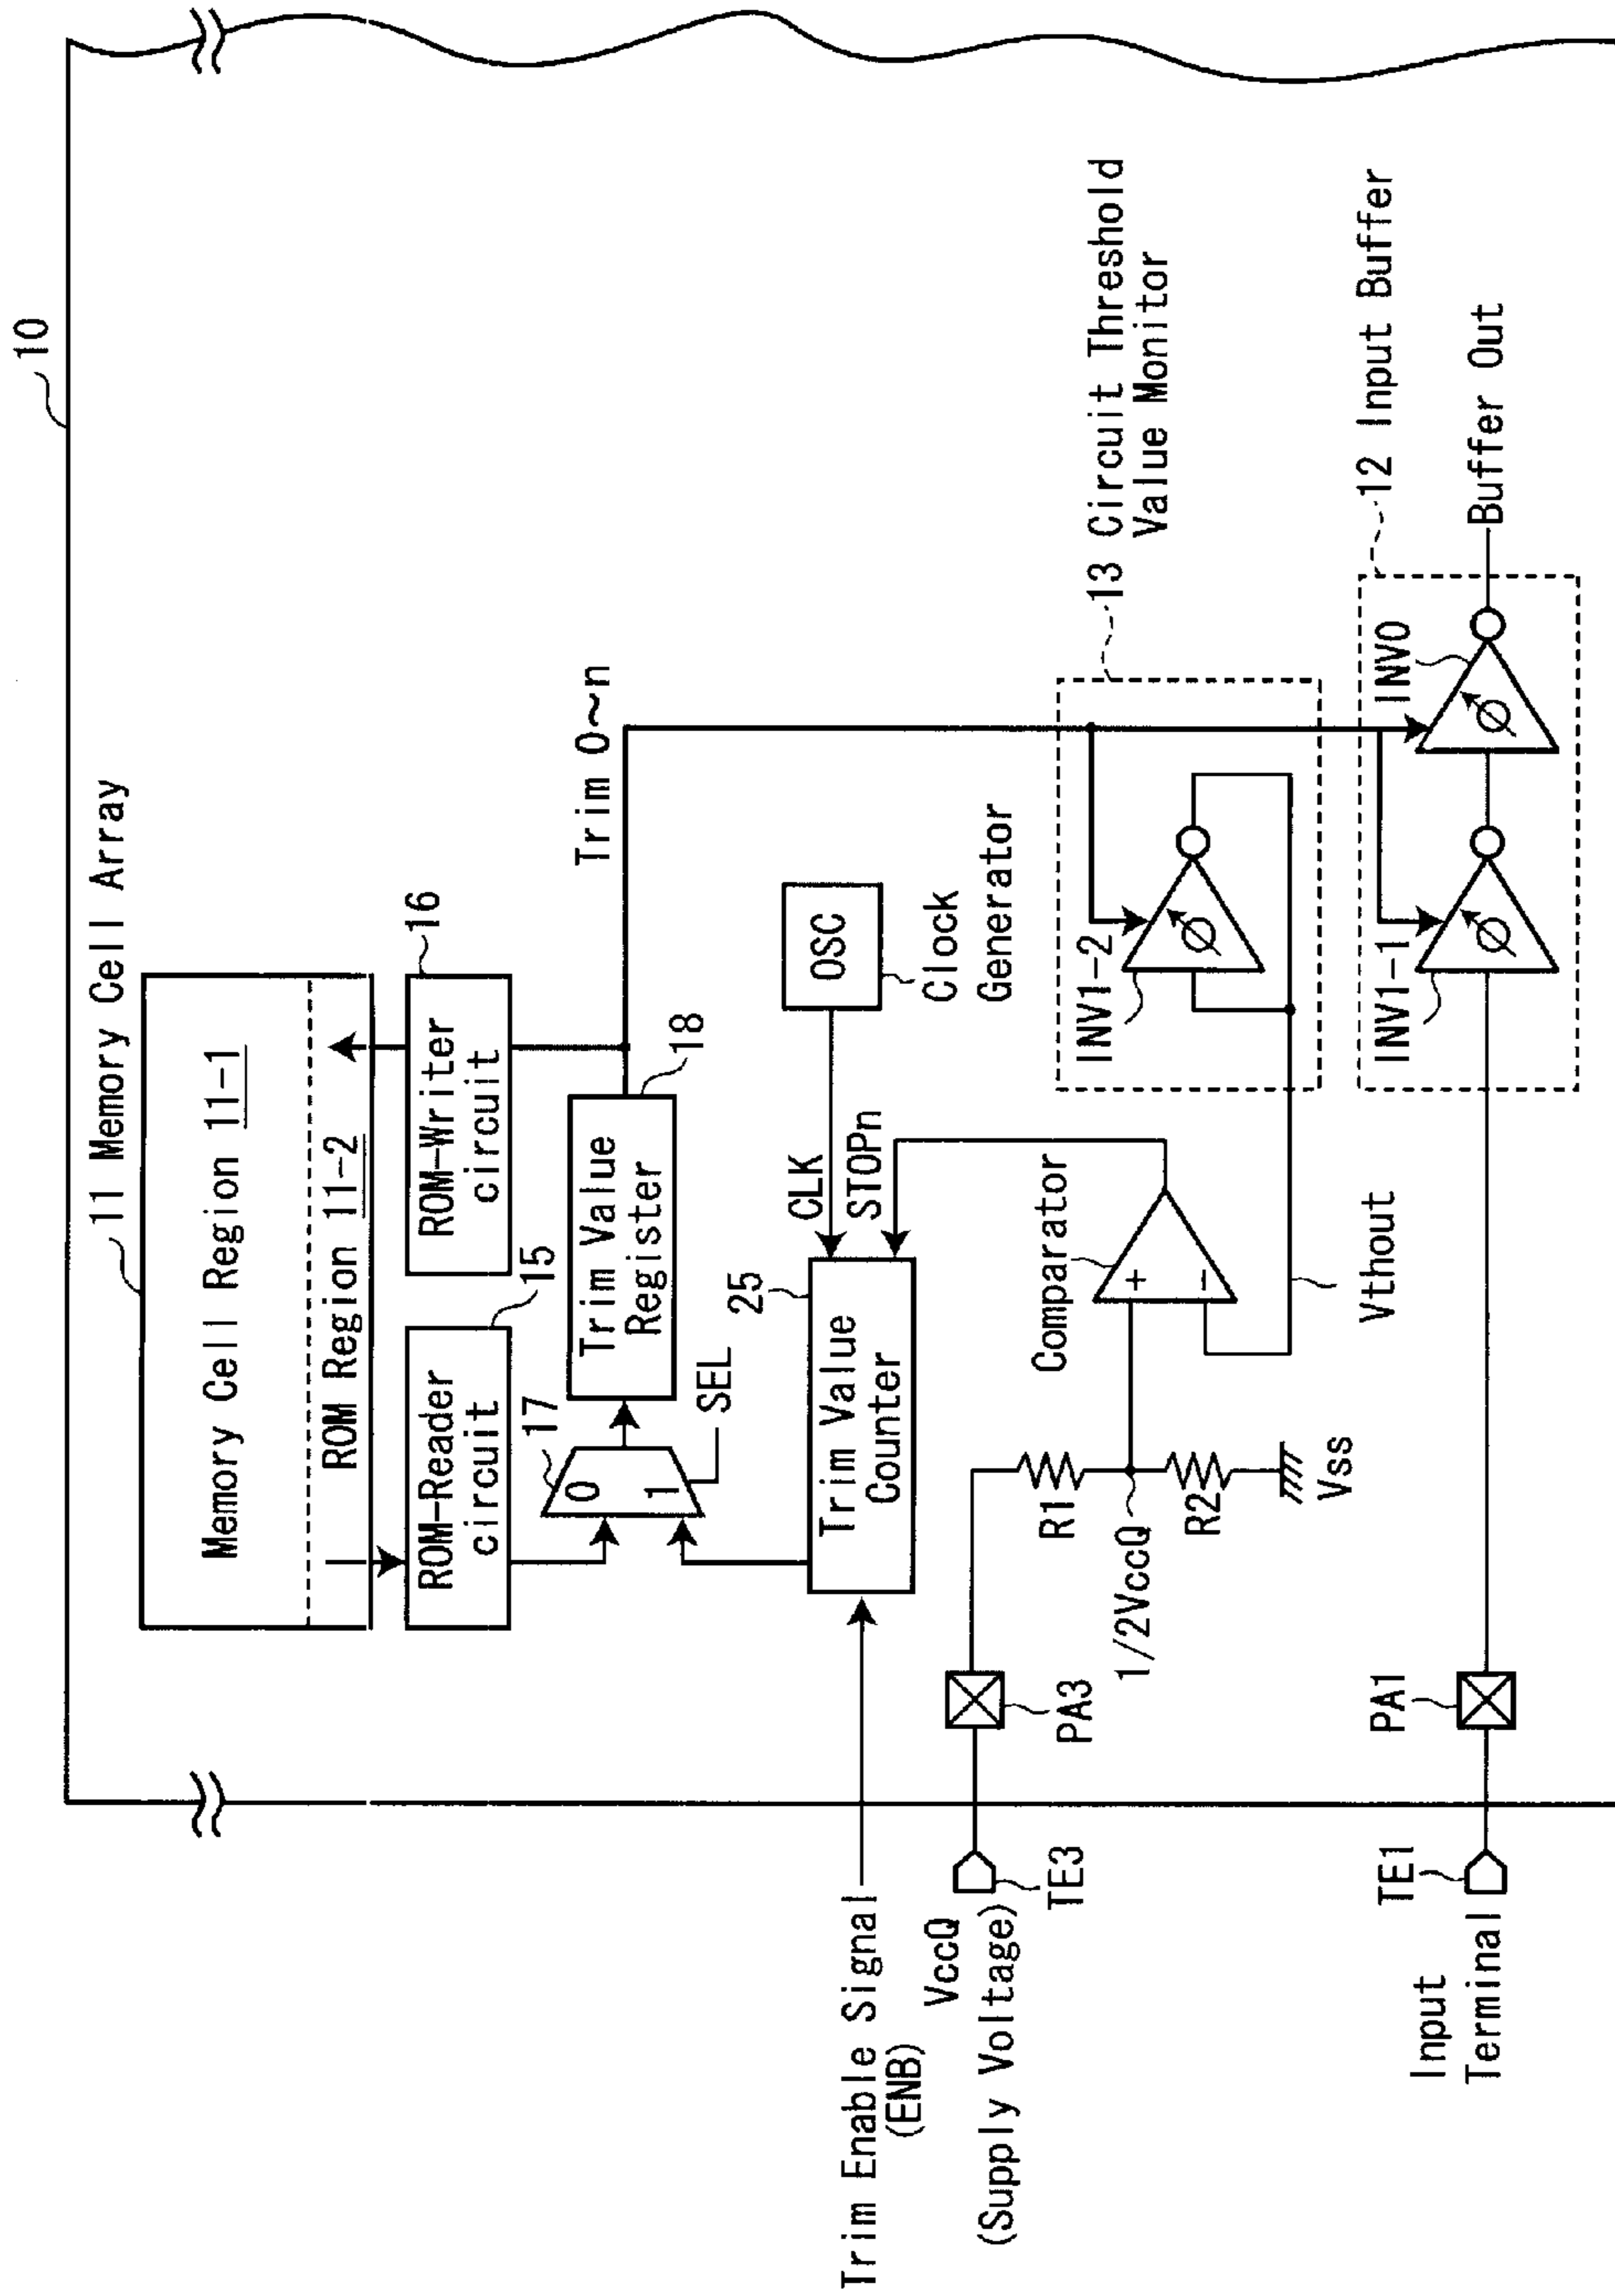 10
11 Memory Cell Array
Memory Cell Region 11-1
ROM Region 11-2
ROM-Reader
circuit
15
ROM-Writer
circuit
16
17
0
1
SEL
Trim Value
Register
18
Trim 0~n
25
Trim Value
Counter
CLK
STOPn
OSC
Clock
Generator
Trim Enable Signal
(ENB)
VccQ
(Supply Voltage)
TE3
PA3
R1
1/2VccQ
R2
Vss
Comparator
+
−
Vthout
INV1-2
13 Circuit Threshold
Value Monitor
12 Input Buffer
INV1-1
INV0
Buffer Out
Input
Terminal
TE1
PA1